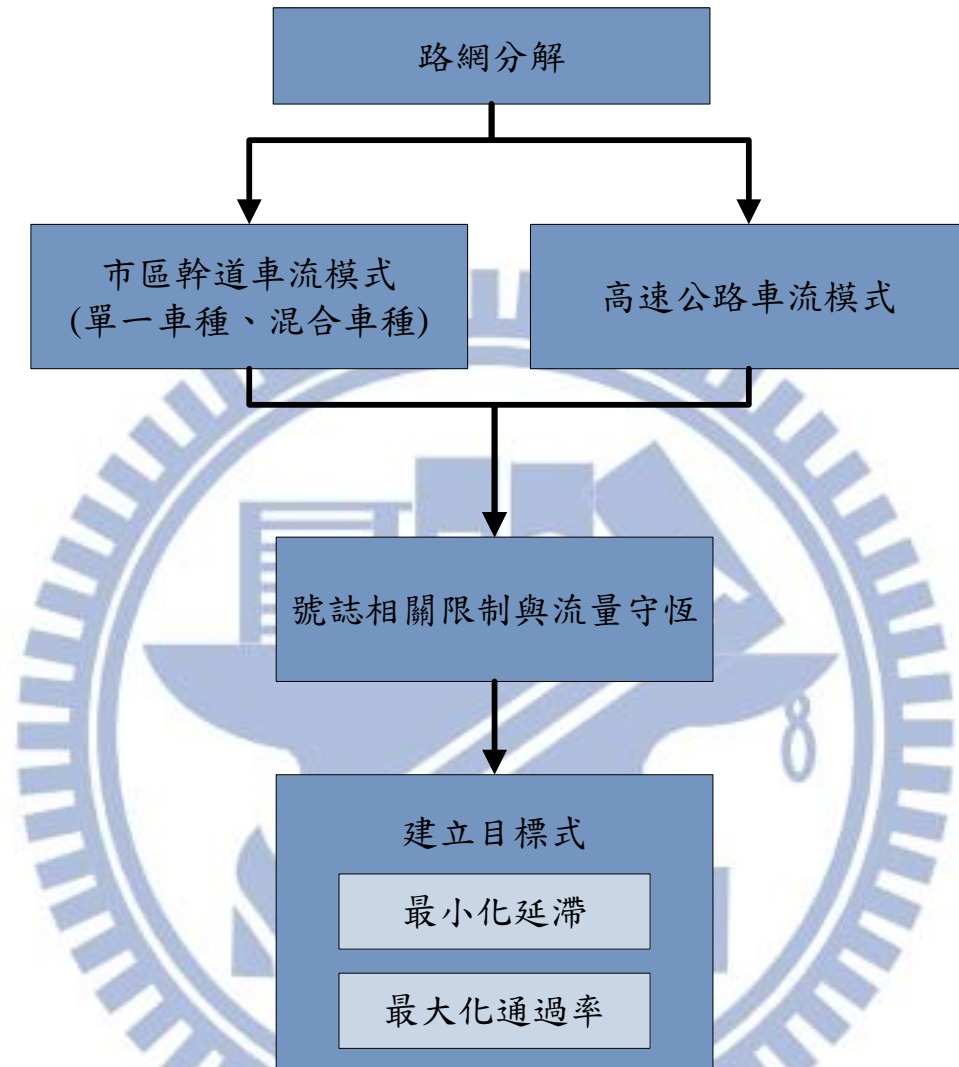 路網分解
市區幹道車流模式
(單一車種、混合車種)
高速公路車流模式
號誌相關限制與流量守恆
建立目標式
最小化延滯
最大化通過率